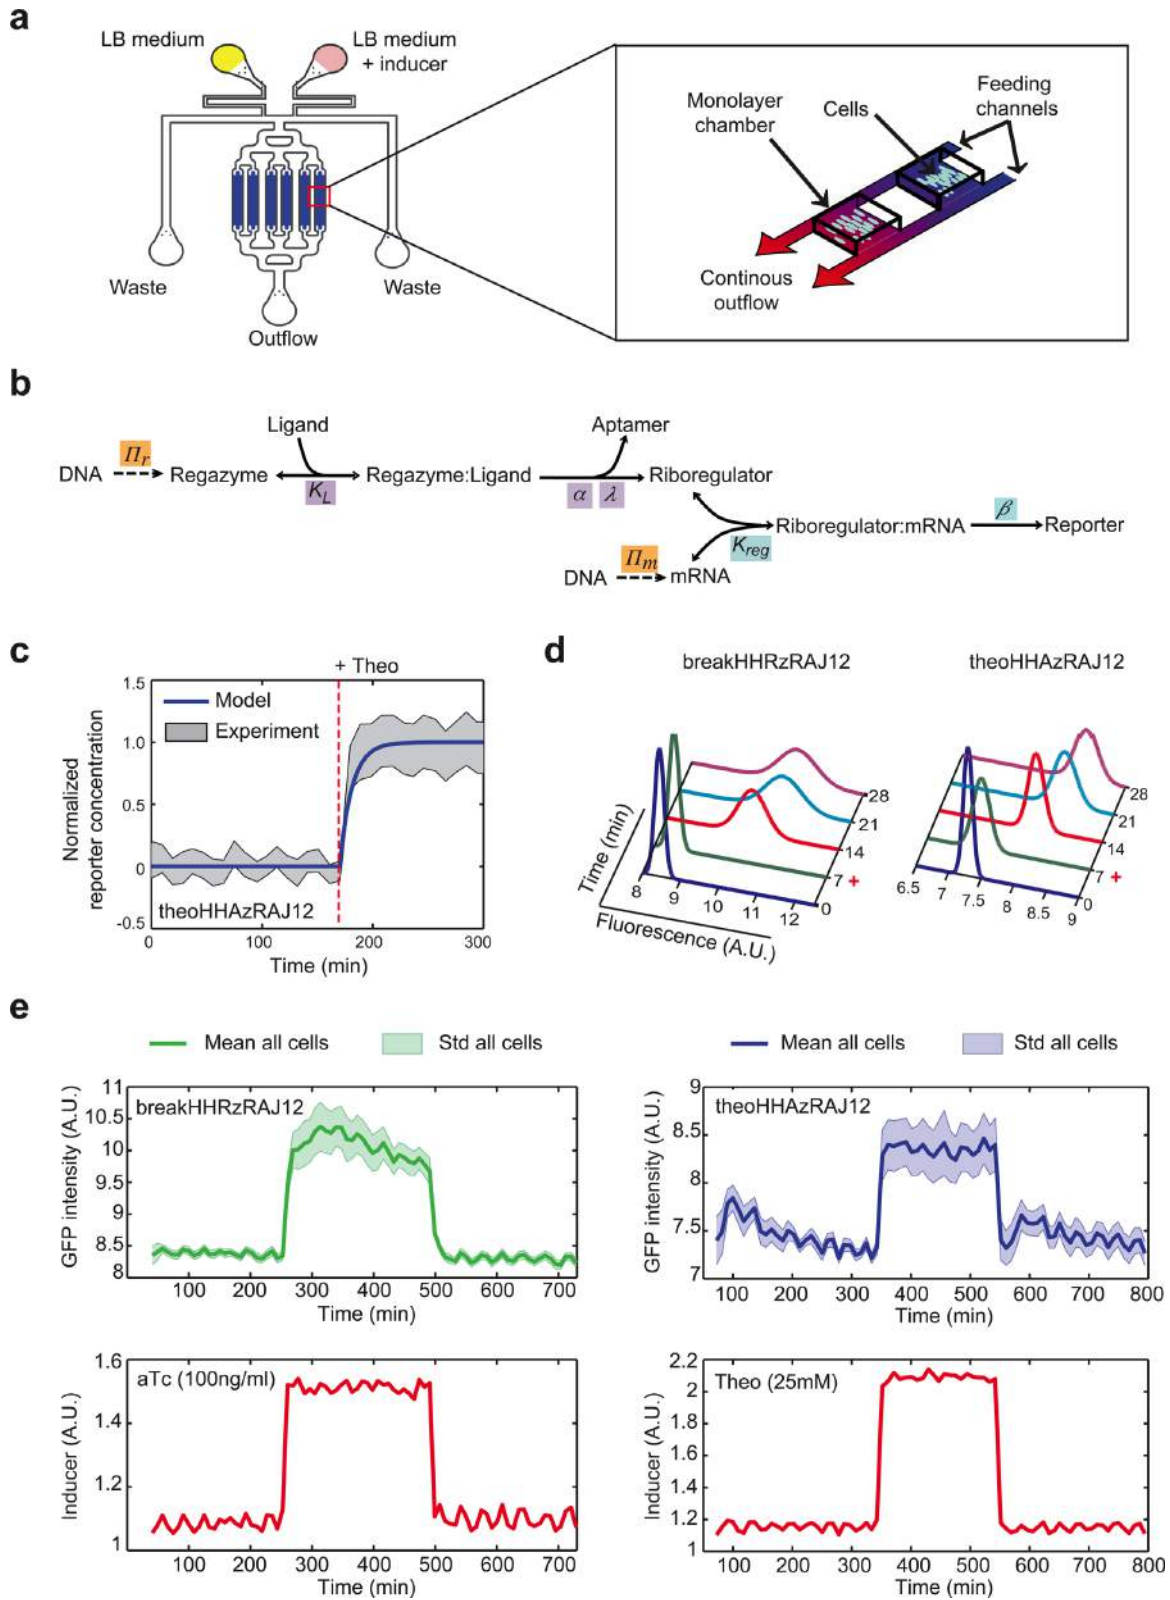 a
LB medium
LB medium
+ inducer
Waste
Waste
Outflow
Monolayer
chamber
Cells
Feeding
channels
Continous
outflow
b
Ligand
Aptamer
DNA
Π_r
Regazyme
K_L
Regazyme:Ligand
α
λ
Riboregulator
K_reg
Riboregulator:mRNA
β
Reporter
DNA
Π_m
mRNA
c
+ Theo
1.5
1.0
0.5
0
-0.5
Normalized
reporter concentration
Model
Experiment
theoHHAzRAJ12
0
100
200
300
Time (min)
d
breakHHRzRAJ12
theoHHAzRAJ12
28
21
14
7 +
0
8
9
10
11
12
Time (min)
Fluorescence (A.U.)
28
21
14
7 +
0
6.5
7
7.5
8
8.5
9
e
Mean all cells
Std all cells
Mean all cells
Std all cells
11
10.5
10
9.5
9
8.5
8
GFP intensity (A.U.)
breakHHRzRAJ12
100 200 300 400 500 600 700
Time (min)
9
8.5
8
7.5
7
GFP intensity (A.U.)
theoHHAzRAJ12
100 200 300 400 500 600 700 800
Time (min)
1.6
1.4
1.2
1
Inducer (A.U.)
aTc (100ng/ml)
100 200 300 400 500 600 700
Time (min)
2.2
2
1.8
1.6
1.4
1.2
1
Inducer (A.U.)
Theo (25mM)
100 200 300 400 500 600 700 800
Time (min)